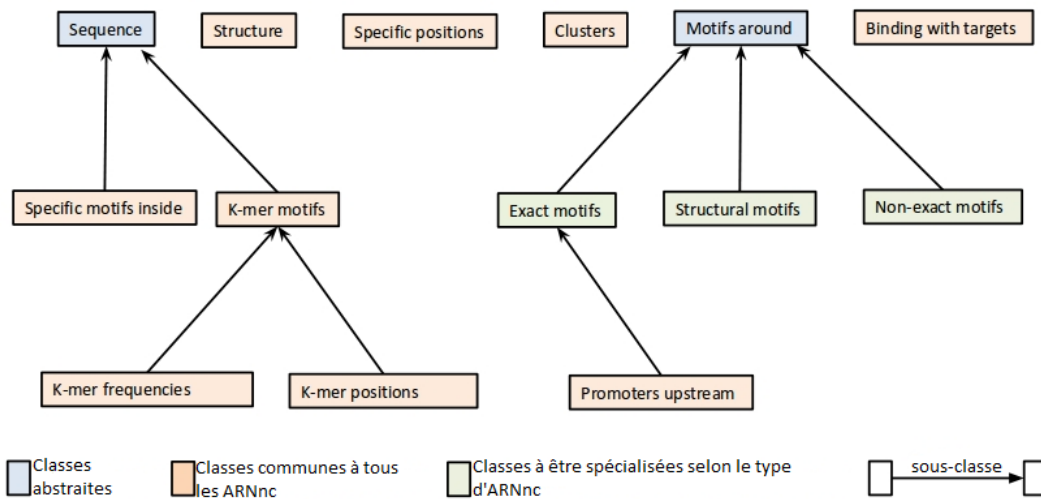 Sequence
Structure
Specific positions
Clusters
Motifs around
Binding with targets
Specific motifs inside
K-mer motifs
Exact motifs
Structural motifs
Non-exact motifs
K-mer frequencies
K-mer positions
Promoters upstream
Classes
abstraites
Classes communes à tous
les ARNnc
Classes à être spécialisées selon le type
d'ARNnc
sous-classe